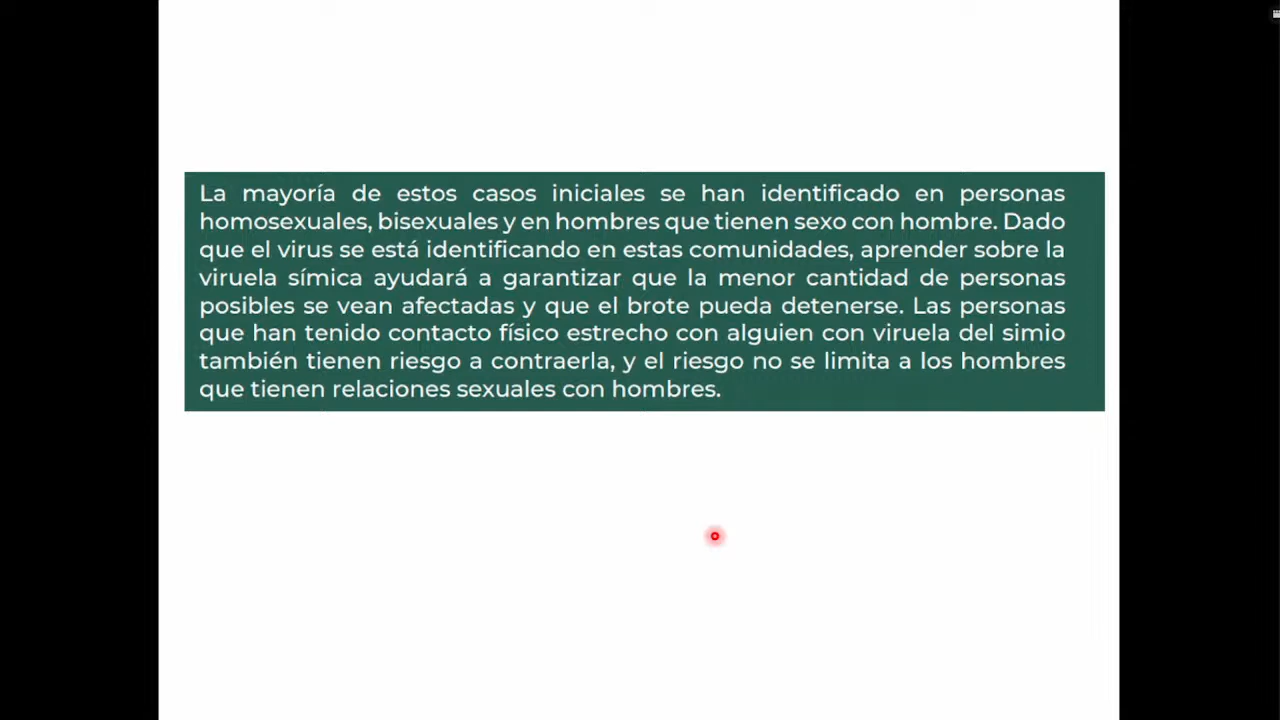 La mayoría de estos casos iniciales se han identificado en personas
homosexuales, bisexuales y en hombres que tienen sexo con hombre. Dado
que el virus se está identificando en estas comunidades, aprender sobre la
viruela símica ayudará a garantizar que la menor cantidad de personas
posibles se vean afectadas y que el brote pueda detenerse. Las personas
que han tenido contacto físico estrecho con alguien con viruela del simio
también tienen riesgo a contraerla, y el riesgo no se limita a los hombres
que tienen relaciones sexuales con hombres.